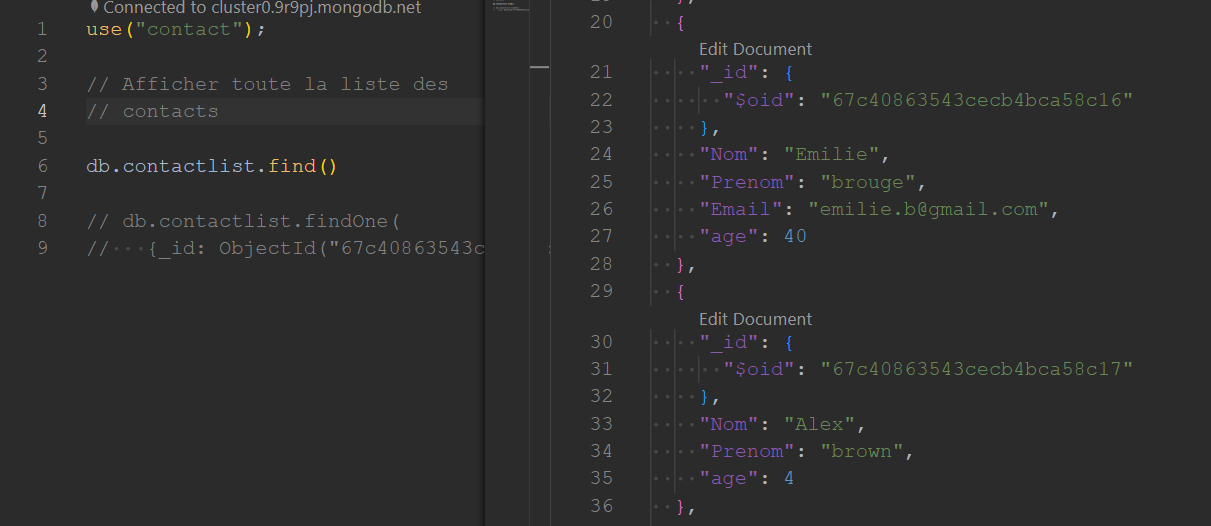 Connected to cluster0.9r9pj.mongodb.net
1 use("contact");
2
3 // Afficher toute la liste des
4 // contacts
5
6 db.contactlist.find()
7
8 // db.contactlist.findOne(
9 // {_id: ObjectId("67c40863543c
20 {
Edit Document
21 "_id": {
22 "$oid": "67c40863543cecb4bca58c16"
23 },
24 "Nom": "Emilie",
25 "Prenom": "brouge",
26 "Email": "emilie.b@gmail.com",
27 "age": 40
28 },
29 {
Edit Document
30 "_id": {
31 "$oid": "67c40863543cecb4bca58c17"
32 },
33 "Nom": "Alex",
34 "Prenom": "brown",
35 "age": 4
36 },